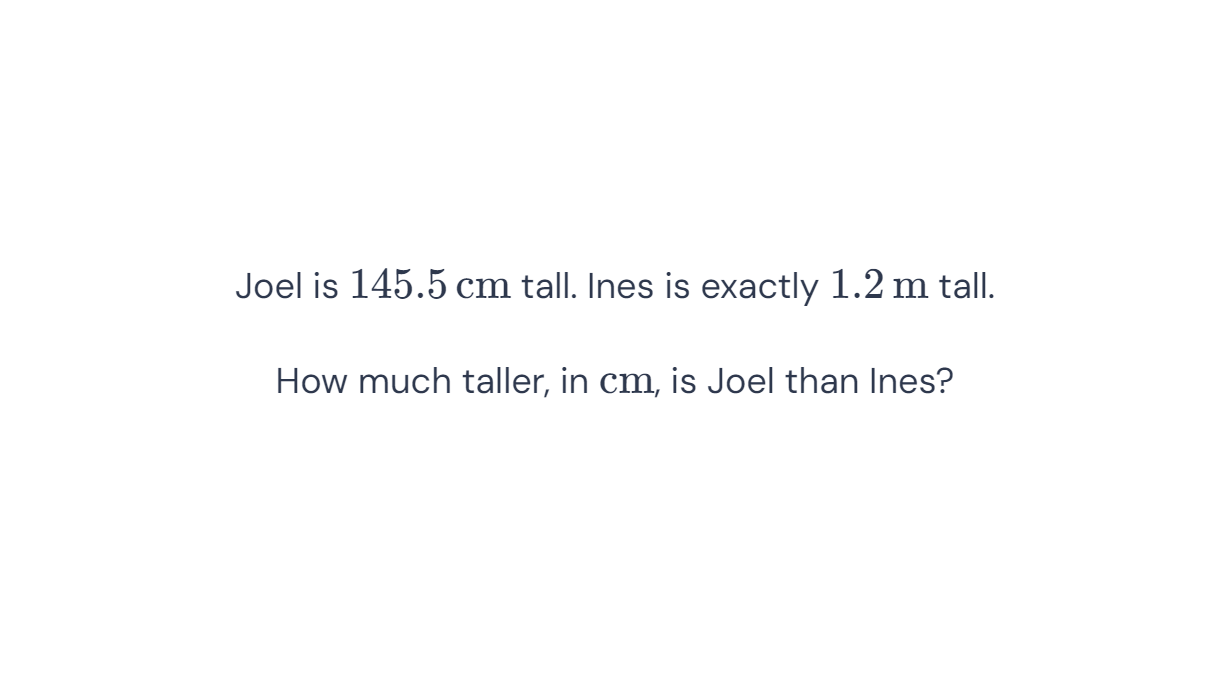 Joel is 145.5 cm tall. Ines is exactly 1.2 m tall.
How much taller, in cm, is Joel than Ines?